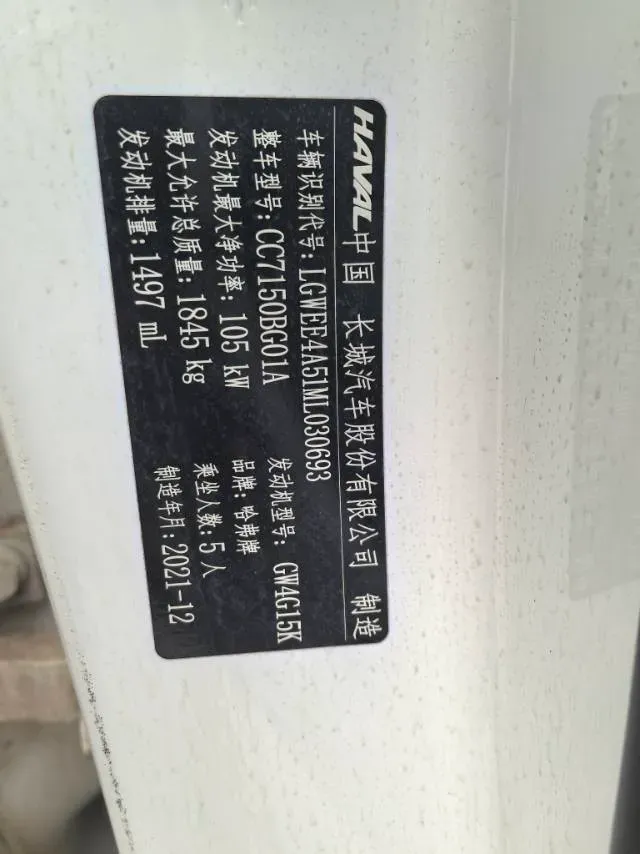 HAVAL 中国 长城汽车股份有限公司 制造
车辆识别代号:LGWEE4A51ML030693
整车型号:CC7150BG01A 发动机型号:GW4G15K
发动机最大净功率:105 kW 品牌:哈弗牌
最大允许总质量:1845 kg 乘坐人数:5人
发动机排量:1497 mL 制造年月:2021-12